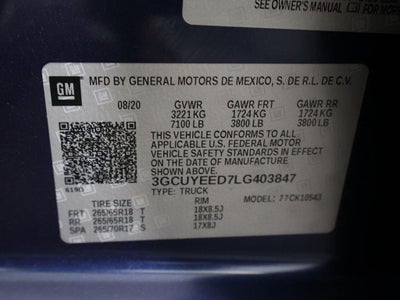 SEE OWNER'S MANUAL
GM
MFD BY GENERAL MOTORS DE MEXICO, S. DE R.L. DE C.V.
08/20 GVWR GAWR FRT GAWR RR
3221 KG 1724 KG 1724 KG
7100 LB 3800 LB 3800 LB
THIS VEHICLE CONFORMS TO ALL
APPLICABLE U.S. FEDERAL MOTOR
VEHICLE SAFETY STANDARDS IN
EFFECT ON THE DATE OF MANUFACTURE
SHOWN ABOVE.
3GCUYEED7LG403847
TYPE: TRUCK
TIRE SIZE RIM MODEL: 77CK10543
FRT 265/65R18 T 18X8.5J
RR 265/65R18 T 18X8.5J
SPA 265/70R17 S 17X8J